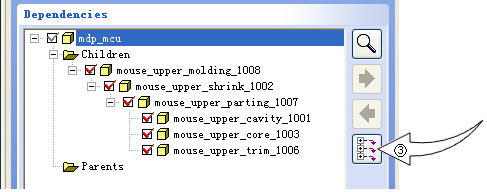 Dependencies
mdp_mcu
Children
mouse_upper_molding_1008
mouse_upper_shrink_1002
mouse_upper_parting_1007
mouse_upper_cavity_1001
mouse_upper_core_1003
mouse_upper_trim_1006
Parents
③